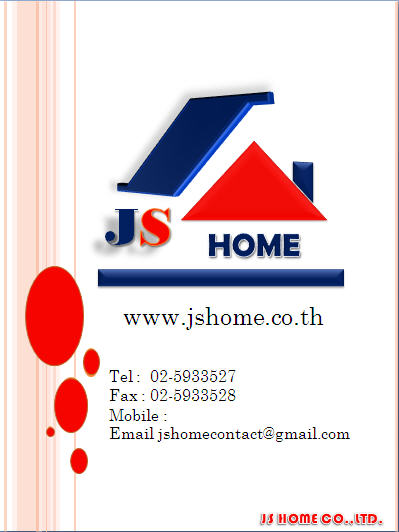 JS
HOME
www.jshome.co.th
Tel : 02-5933527
Fax : 02-5933528
Mobile :
Email jshomecontact@gmail.com
JS HOME CO.,LTD.